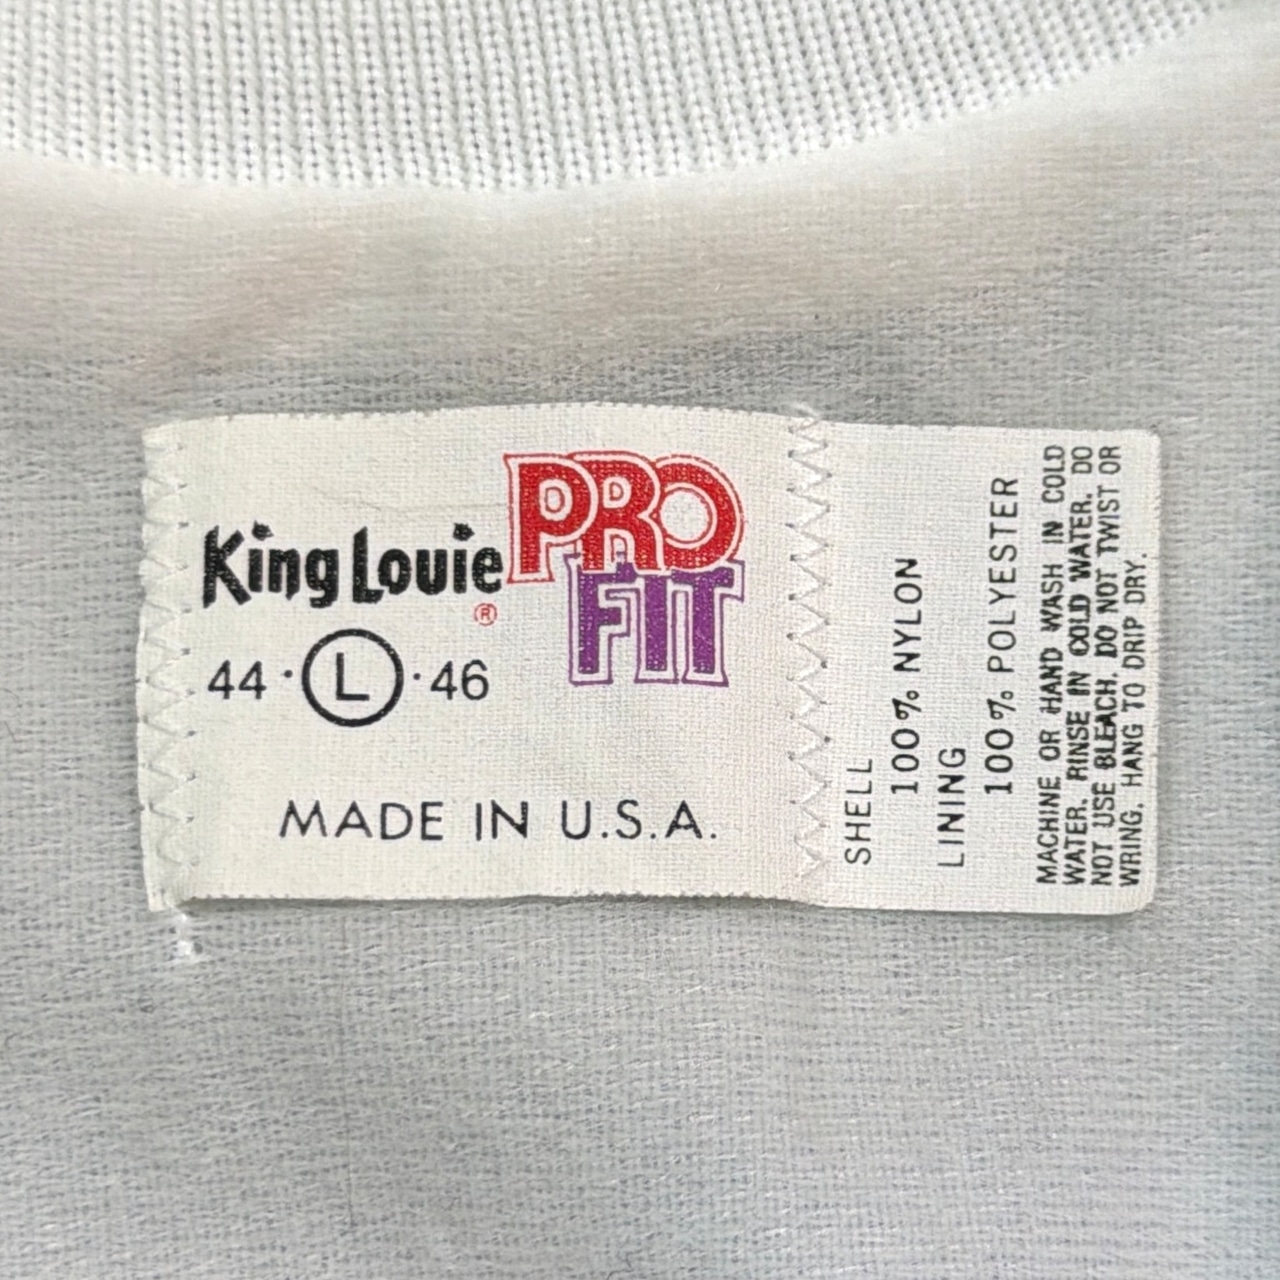 King Louie
®
PRO
FIT
44 · L · 46
MADE IN U.S.A.
SHELL
100% NYLON
LINING
100% POLYESTER
MACHINE OR HAND WASH IN COLD
WATER. RINSE IN COLD WATER. DO
NOT USE BLEACH. DO NOT TWIST OR
WRING. HANG TO DRIP DRY.